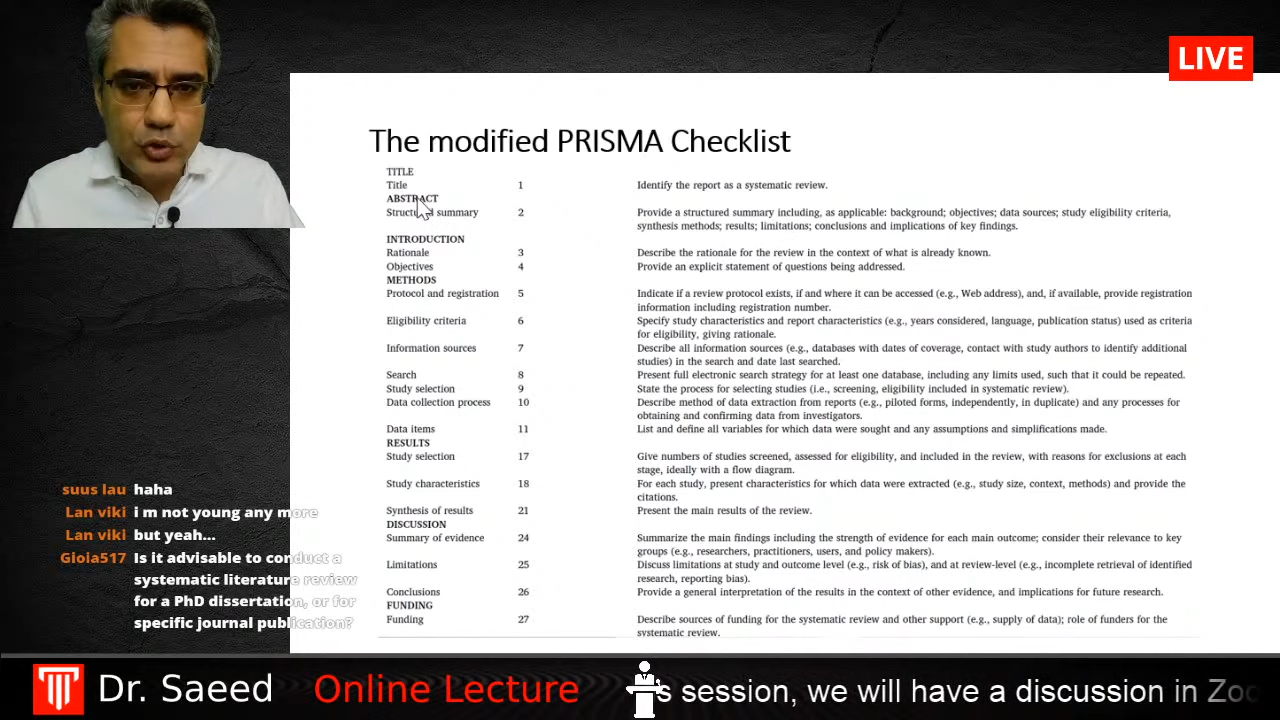 LIVE
The modified PRISMA Checklist
TITLE
Title 1 Identify the report as a systematic review.
ABSTRACT
Structured summary 2 Provide a structured summary including, as applicable: background; objectives; data sources; study eligibility criteria,
synthesis methods; results; limitations; conclusions and implications of key findings.
INTRODUCTION
Rationale 3 Describe the rationale for the review in the context of what is already known.
Objectives 4 Provide an explicit statement of questions being addressed.
METHODS
Protocol and registration 5 Indicate if a review protocol exists, if and where it can be accessed (e.g., Web address), and, if available, provide registration
information including registration number.
Eligibility criteria 6 Specify study characteristics and report characteristics (e.g., years considered, language, publication status) used as criteria
for eligibility, giving rationale.
Information sources 7 Describe all information sources (e.g., databases with dates of coverage, contact with study authors to identify additional
studies) in the search and date last searched.
Search 8 Present full electronic search strategy for at least one database, including any limits used, such that it could be repeated.
Study selection 9 State the process for selecting studies (i.e., screening, eligibility included in systematic review).
Data collection process 10 Describe method of data extraction from reports (e.g., piloted forms, independently, in duplicate) and any processes for
obtaining and confirming data from investigators.
Data items 11 List and define all variables for which data were sought and any assumptions and simplifications made.
RESULTS
Study selection 17 Give numbers of studies screened, assessed for eligibility, and included in the review, with reasons for exclusions at each
stage, ideally with a flow diagram.
Study characteristics 18 For each study, present characteristics for which data were extracted (e.g., study size, context, methods) and provide the
citations.
Synthesis of results 21 Present the main results of the review.
DISCUSSION
Summary of evidence 24 Summarize the main findings including the strength of evidence for each main outcome; consider their relevance to key
groups (e.g., researchers, practitioners, users, and policy makers).
Limitations 25 Discuss limitations at study and outcome level (e.g., risk of bias), and at review-level (e.g., incomplete retrieval of identified
research, reporting bias).
Conclusions 26 Provide a general interpretation of the results in the context of other evidence, and implications for future research.
FUNDING
Funding 27 Describe sources of funding for the systematic review and other support (e.g., supply of data); role of funders for the
systematic review.
suus lau haha
Lan viki i m not young any more
Lan viki but yeah...
Gioia517 Is it advisable to conduct a
systematic literature review
for a PhD dissertation, or for
specific journal publication?
Dr. Saeed Online Lecture s session, we will have a discussion in Zoo